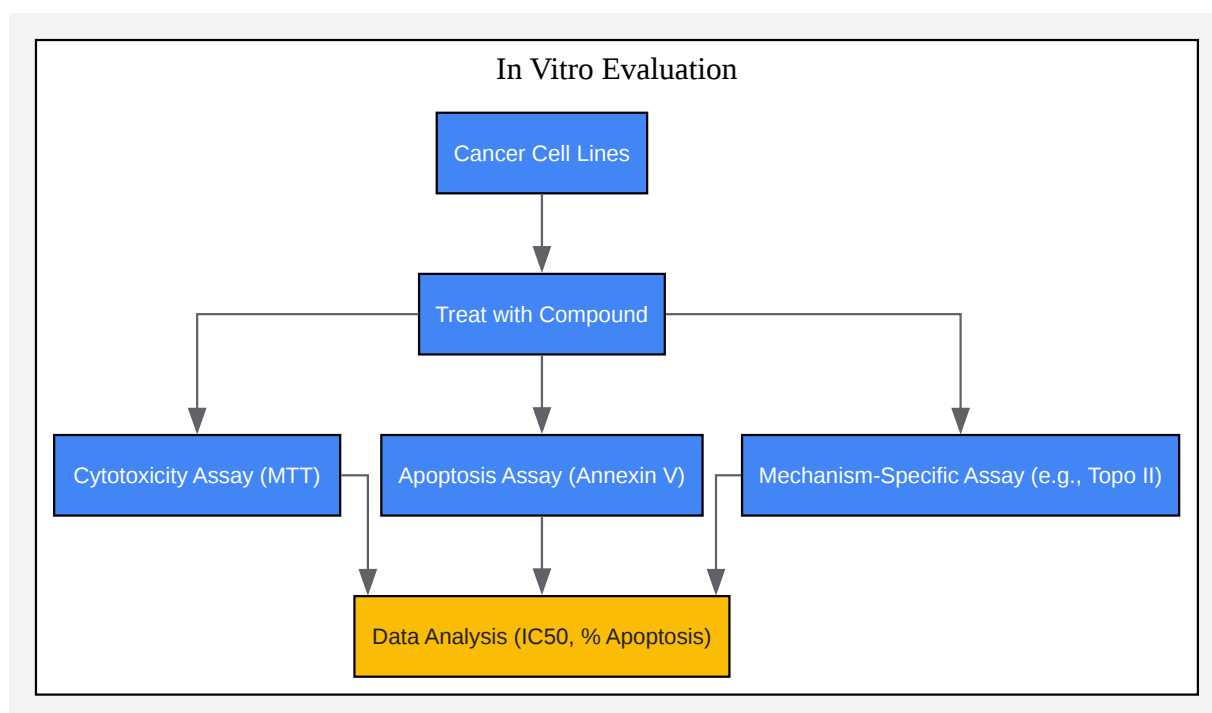 In Vitro Evaluation
Cancer Cell Lines
Treat with Compound
Cytotoxicity Assay (MTT)
Apoptosis Assay (Annexin V)
Mechanism-Specific Assay (e.g., Topo II)
Data Analysis (IC50, % Apoptosis)